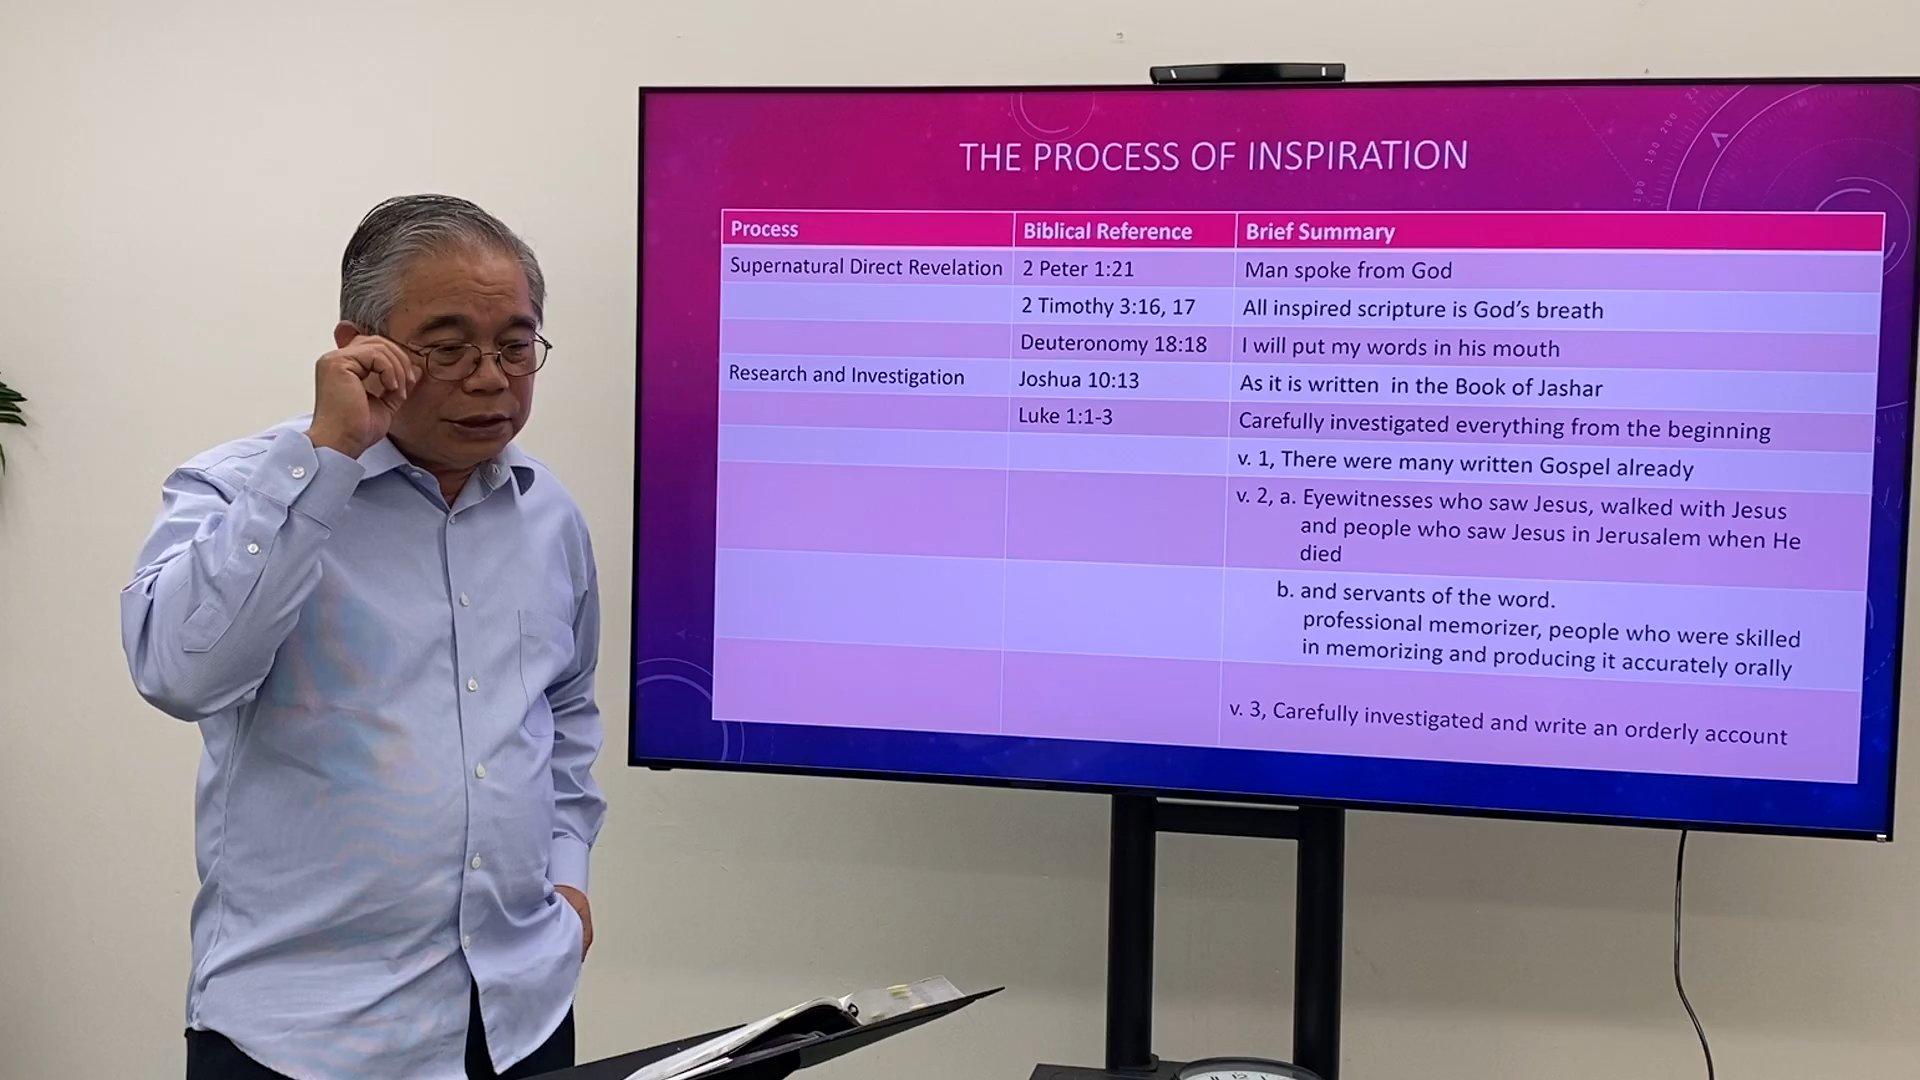 THE PROCESS OF INSPIRATION
Process Biblical Reference Brief Summary
Supernatural Direct Revelation 2 Peter 1:21 Man spoke from God
2 Timothy 3:16, 17 All inspired scripture is God’s breath
Deuteronomy 18:18 I will put my words in his mouth
Research and Investigation Joshua 10:13 As it is written in the Book of Jashar
Luke 1:1-3 Carefully investigated everything from the beginning
v. 1, There were many written Gospel already
v. 2, a. Eyewitnesses who saw Jesus, walked with Jesus
and people who saw Jesus in Jerusalem when He
died
b. and servants of the word.
professional memorizer, people who were skilled
in memorizing and producing it accurately orally
v. 3, Carefully investigated and write an orderly account